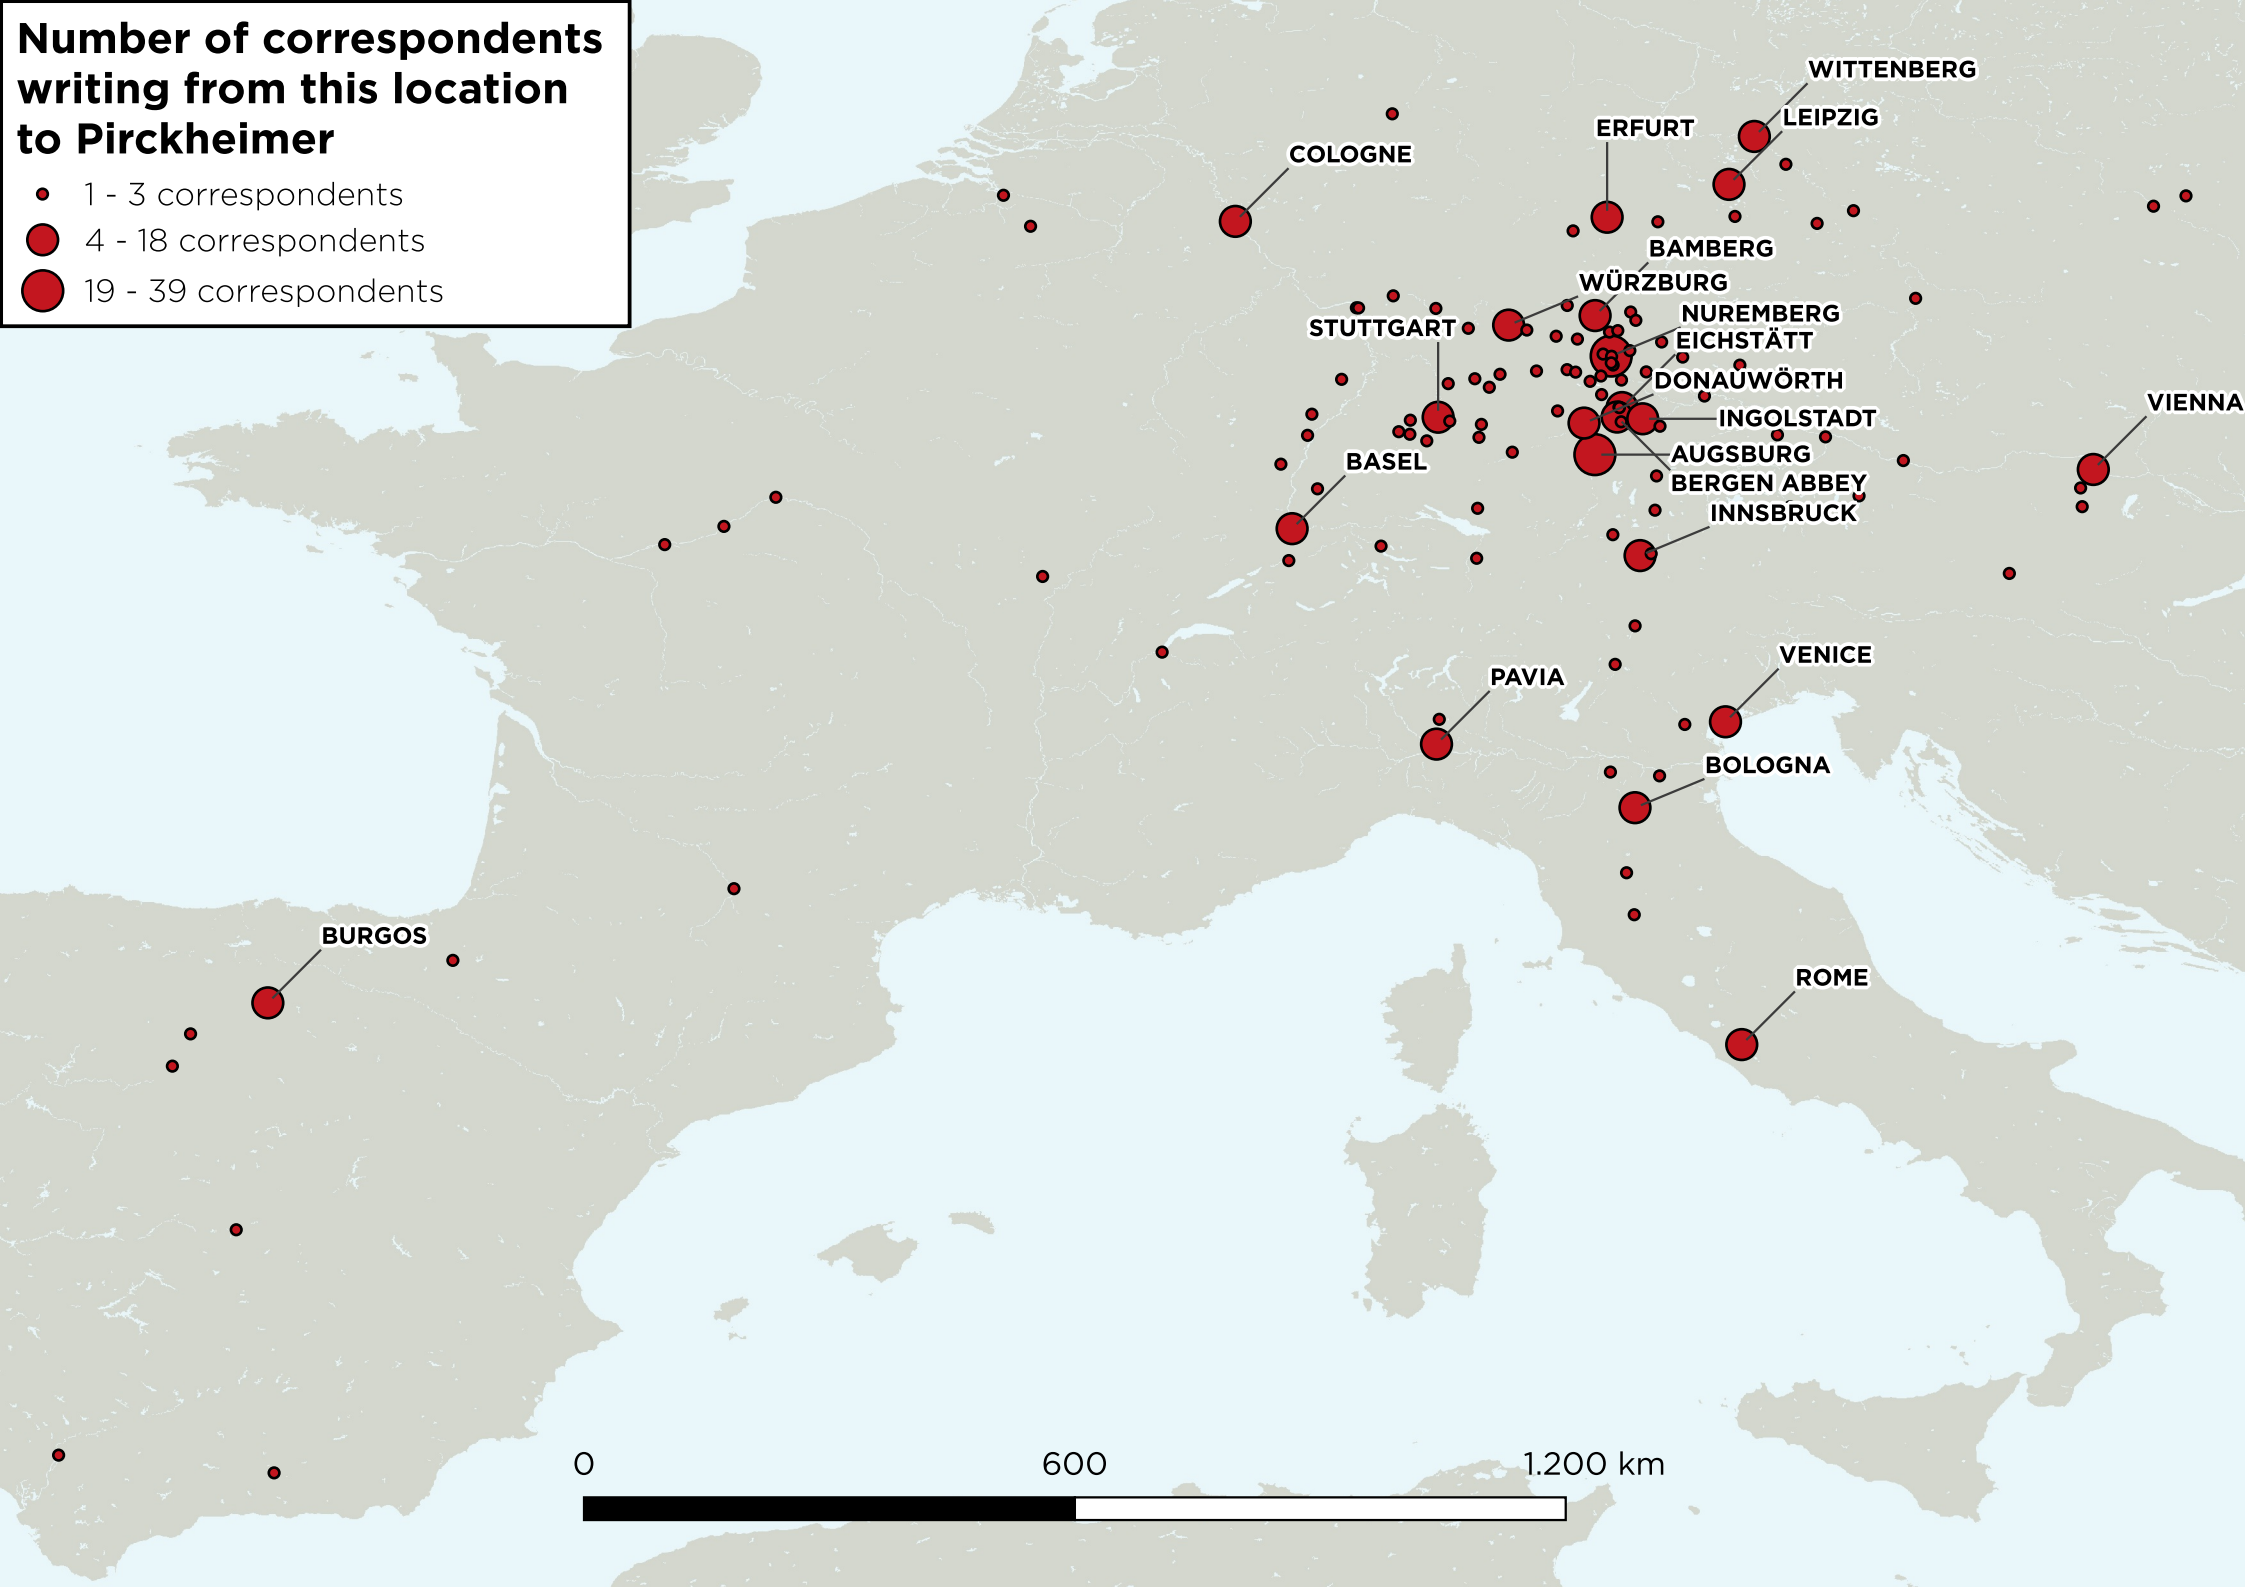 Number of correspondents
writing from this location
to Pirckheimer
1 - 3 correspondents
4 - 18 correspondents
19 - 39 correspondents
WITTENBERG
LEIPZIG
ERFURT
COLOGNE
BAMBERG
WÜRZBURG
NUREMBERG
STUTTGART
EICHSTÄTT
DONAUWÖRTH
VIENNA
INGOLSTADT
AUGSBURG
BASEL
BERGEN ABBEY
INNSBRUCK
VENICE
PAVIA
BOLOGNA
BURGOS
ROME
0 600 1.200 km